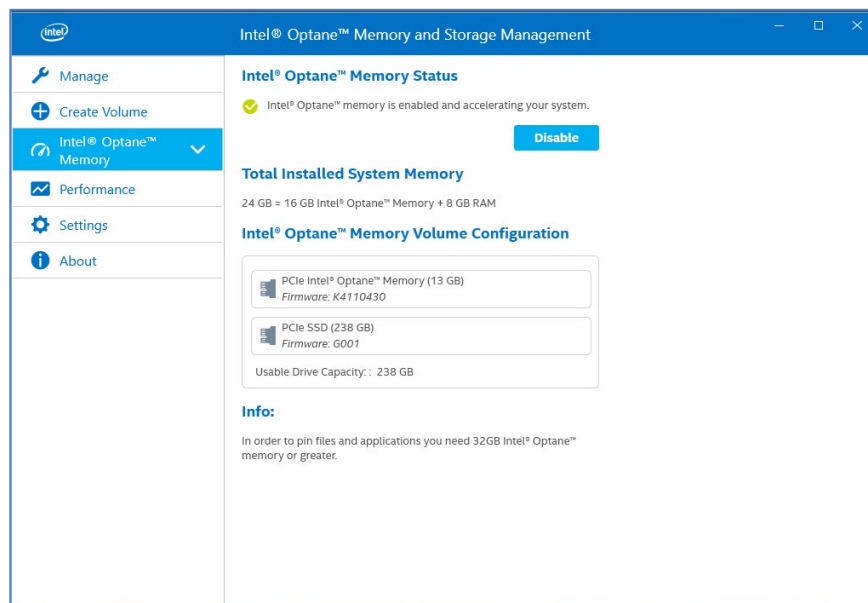 intel
Intel® Optane™ Memory and Storage Management
Manage
Create Volume
Intel® Optane™
Memory
Performance
Settings
About
Intel® Optane™ Memory Status
Intel® Optane™ memory is enabled and accelerating your system.
Disable
Total Installed System Memory
24 GB = 16 GB Intel® Optane™ Memory + 8 GB RAM
Intel® Optane™ Memory Volume Configuration
PCIe Intel® Optane™ Memory (13 GB)
Firmware: K4110430
PCIe SSD (238 GB)
Firmware: G001
Usable Drive Capacity: : 238 GB
Info:
In order to pin files and applications you need 32GB Intel® Optane™
memory or greater.